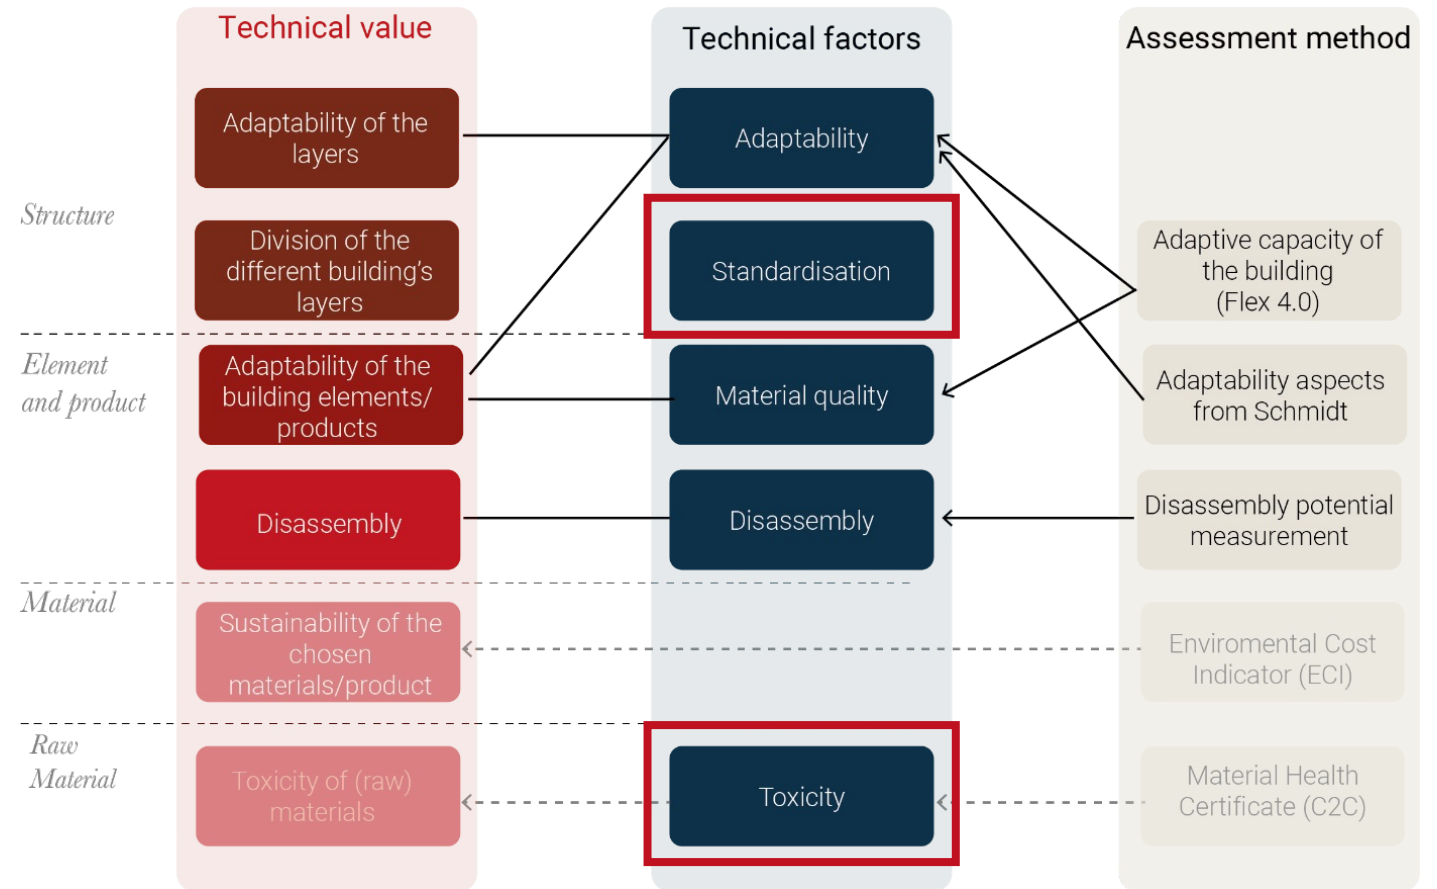 Technical value
Technical factors
Assessment method
Structure
Adaptability of the
layers
Adaptability
Division of the
different building's
layers
Standardisation
Adaptive capacity of
the building
(Flex 4.0)
Element
and product
Adaptability of the
building elements/
products
Material quality
Adaptability aspects
from Schmidt
Disassembly
Disassembly
Disassembly potential
measurement
Material
Sustainability of the
chosen
materials/product
Enviromental Cost
Indicator (ECI)
Raw
Material
Toxicity of (raw)
materials
Toxicity
Material Health
Certificate (C2C)